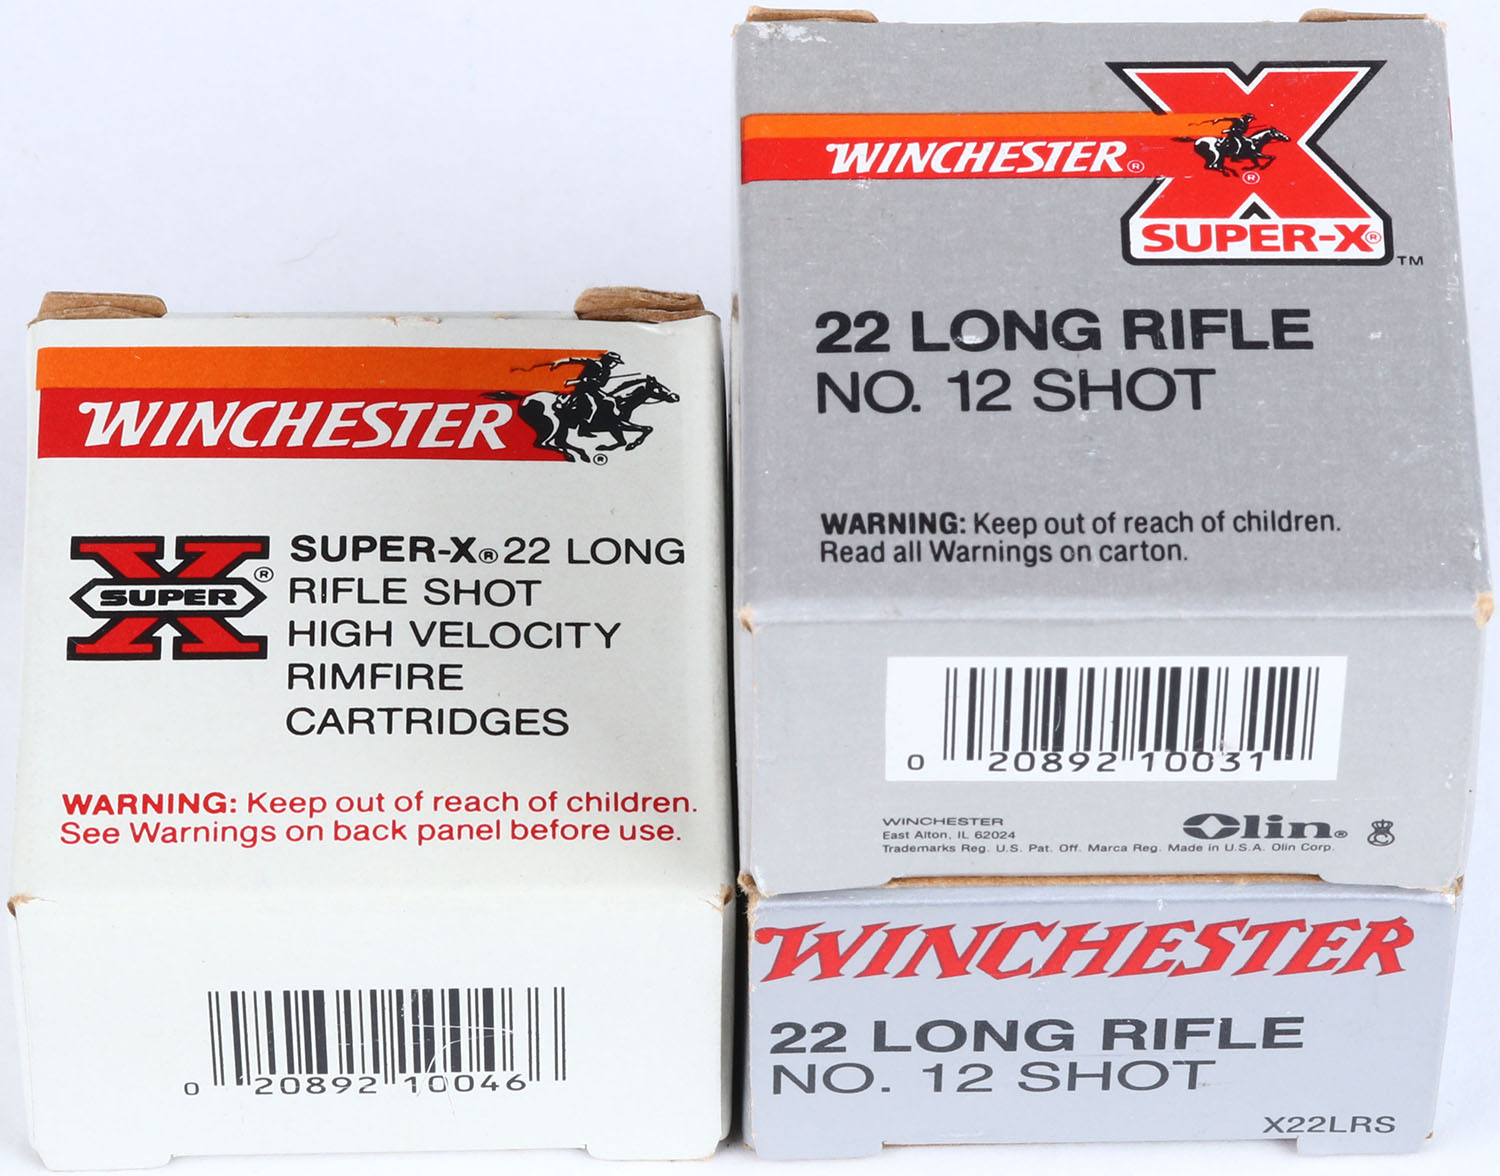 WINCHESTER
®
X
SUPER
®
SUPER-X® 22 LONG
RIFLE SHOT
HIGH VELOCITY
RIMFIRE
CARTRIDGES
WARNING: Keep out of reach of children.
See Warnings on back panel before use.
0 20892 10046
WINCHESTER®
®
X
SUPER-X®
TM
22 LONG RIFLE
NO. 12 SHOT
WARNING: Keep out of reach of children.
Read all Warnings on carton.
0 20892 10031
WINCHESTER
East Alton, IL 62024
Trademarks Reg. U.S. Pat. Off. Marca Reg. Made in U.S.A. Olin Corp.
Olin®
WINCHESTER
22 LONG RIFLE
NO. 12 SHOT
X22LRS